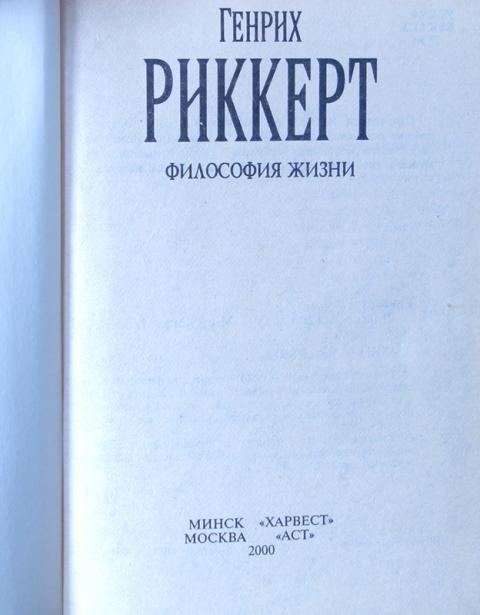 Генрих
Риккерт
ФИЛОСОФИЯ ЖИЗНИ
МИНСК «ХАРВЕСТ»
МОСКВА «АСТ»
2000